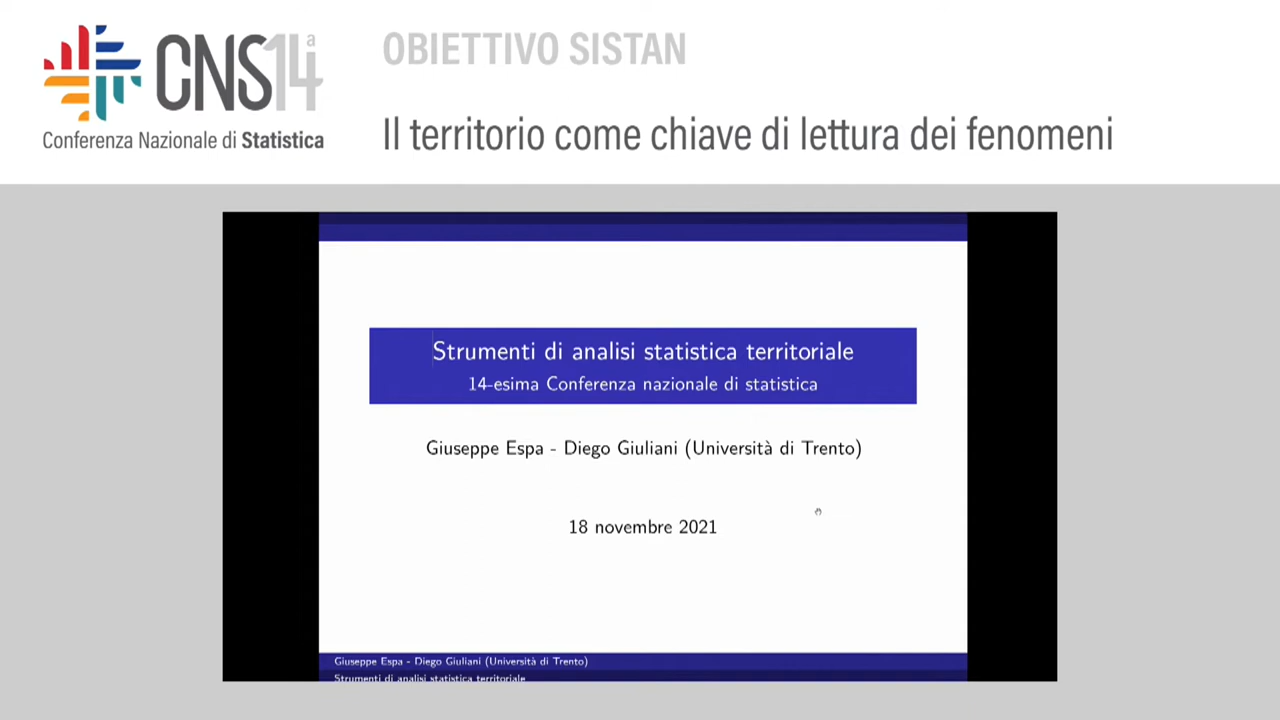 CNS14a
Conferenza Nazionale di Statistica
OBIETTIVO SISTAN
Il territorio come chiave di lettura dei fenomeni
Strumenti di analisi statistica territoriale
14-esima Conferenza nazionale di statistica
Giuseppe Espa - Diego Giuliani (Università di Trento)
18 novembre 2021
Giuseppe Espa - Diego Giuliani (Università di Trento)
Strumenti di analisi statistica territoriale